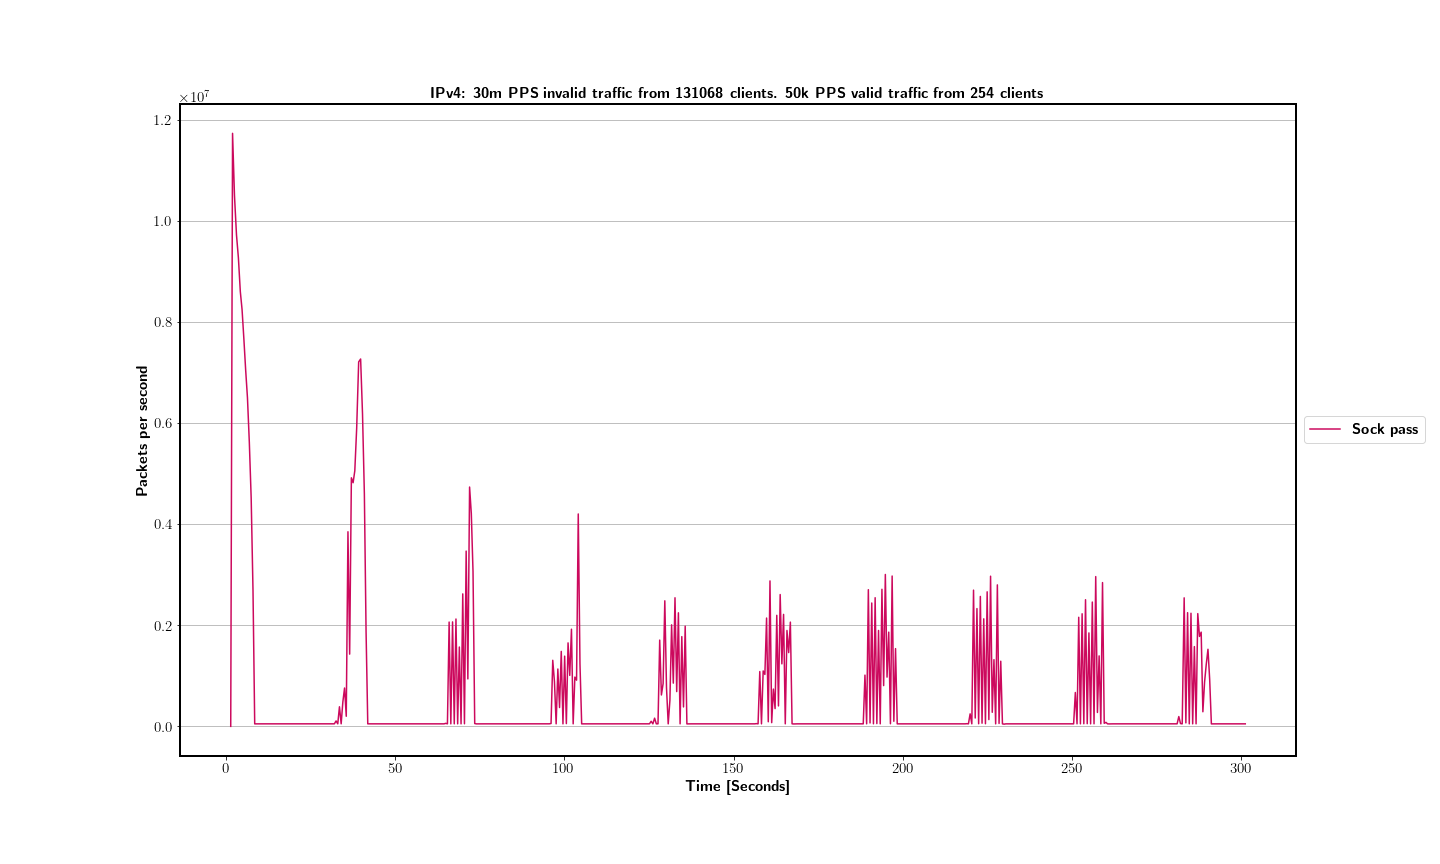 IPv4: 30m PPS invalid traffic from 131068 clients. 50k PPS valid traffic from 254 clients
×10⁷
1.2
1.0
0.8
0.6
0.4
0.2
0.0
Packets per second
Sock pass
0 50 100 150 200 250 300
Time [Seconds]